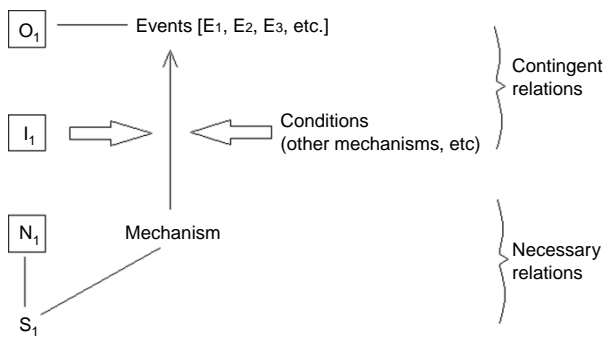 O₁ Events [E₁, E₂, E₃, etc.]
Contingent
relations
I₁ Conditions
(other mechanisms, etc)
N₁ Mechanism
Necessary
relations
S₁